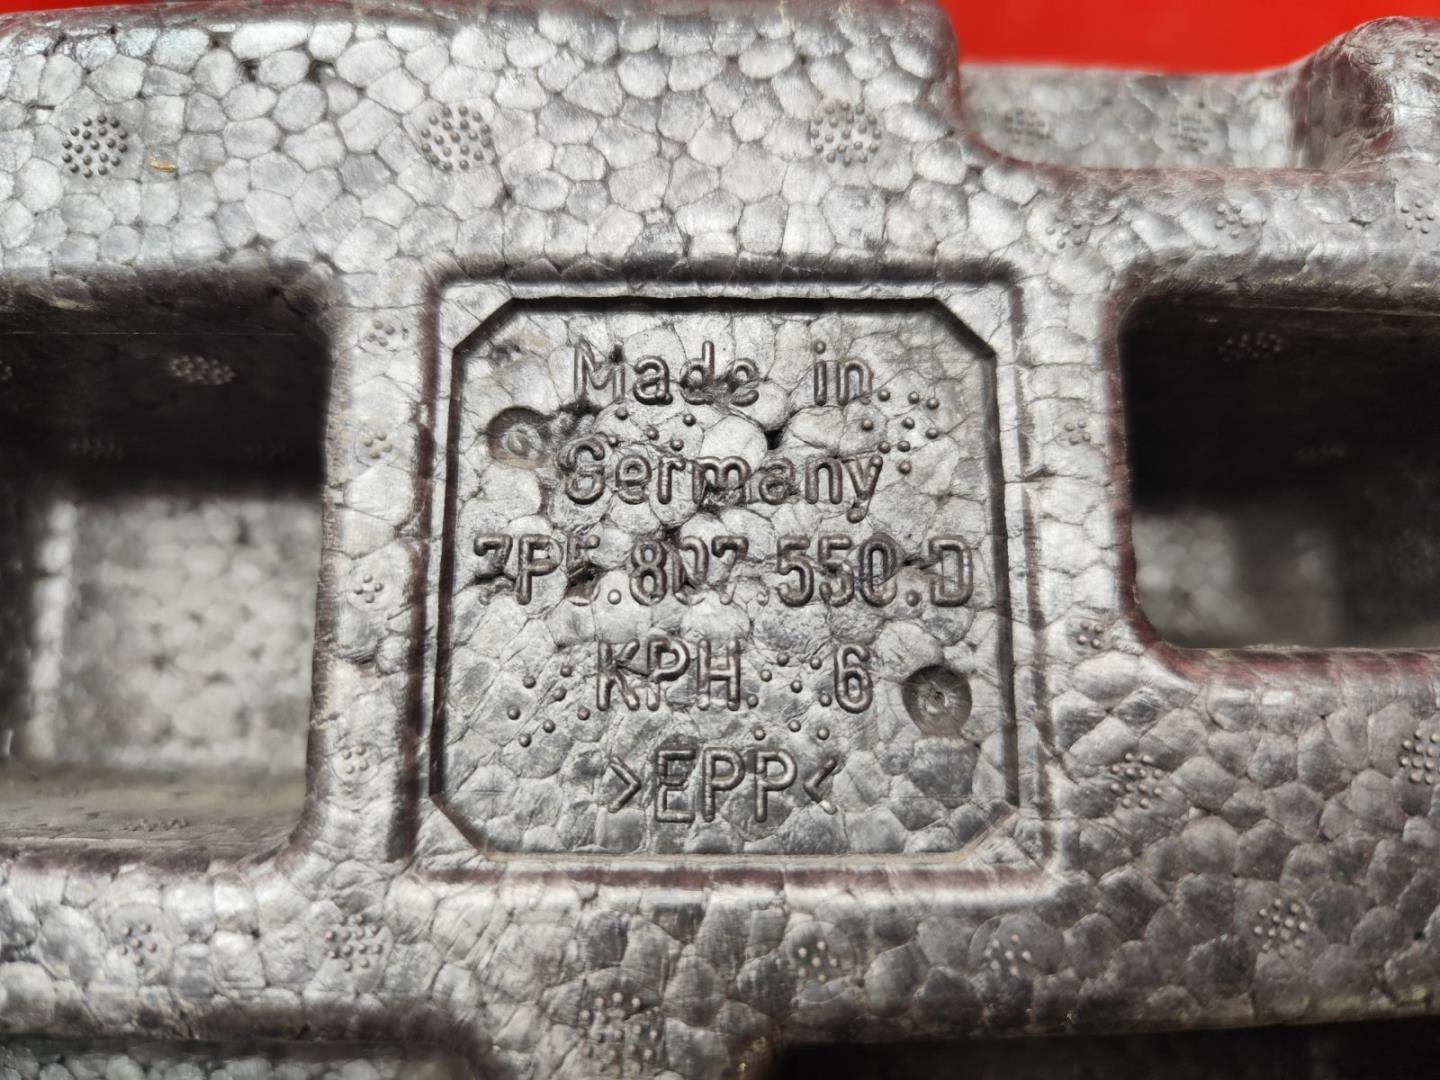 Made in
Germany
7P5.807.550.D
KPH. 6
>EPP<